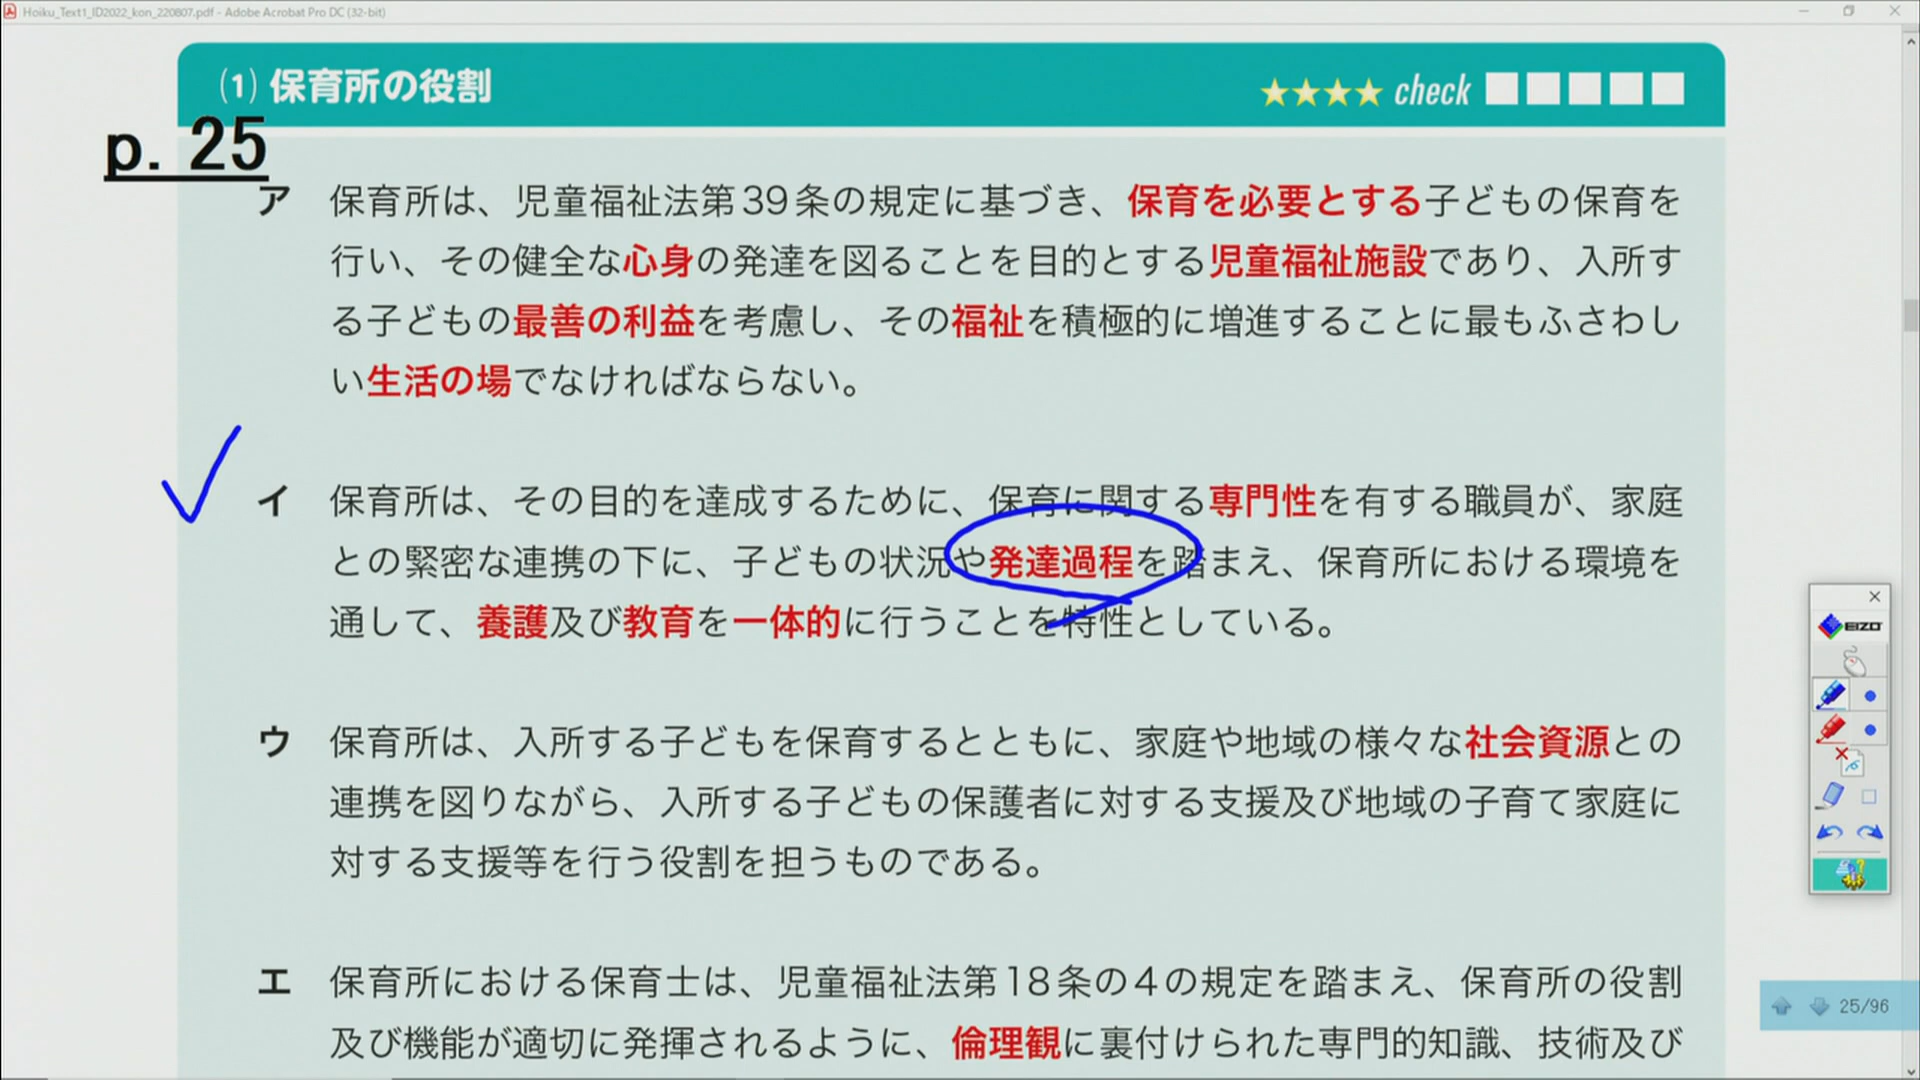 Hoiku_Text1_ID2022_kon_220807.pdf - Adobe Acrobat Pro DC (32-bit)
(1) 保育所の役割
★★★★ check
p. 25
ア 保育所は、児童福祉法第39条の規定に基づき、保育を必要とする子どもの保育を
行い、その健全な心身の発達を図ることを目的とする児童福祉施設であり、入所す
る子どもの最善の利益を考慮し、その福祉を積極的に増進することに最もふさわし
い生活の場でなければならない。
イ 保育所は、その目的を達成するために、保育に関する専門性を有する職員が、家庭
との緊密な連携の下に、子どもの状況や発達過程を踏まえ、保育所における環境を
通して、養護及び教育を一体的に行うことを特性としている。
ウ 保育所は、入所する子どもを保育するとともに、家庭や地域の様々な社会資源との
連携を図りながら、入所する子どもの保護者に対する支援及び地域の子育て家庭に
対する支援等を行う役割を担うものである。
エ 保育所における保育士は、児童福祉法第18条の4の規定を踏まえ、保育所の役割
及び機能が適切に発揮されるように、倫理観に裏付けられた専門的知識、技術及び
EIZO
25/96